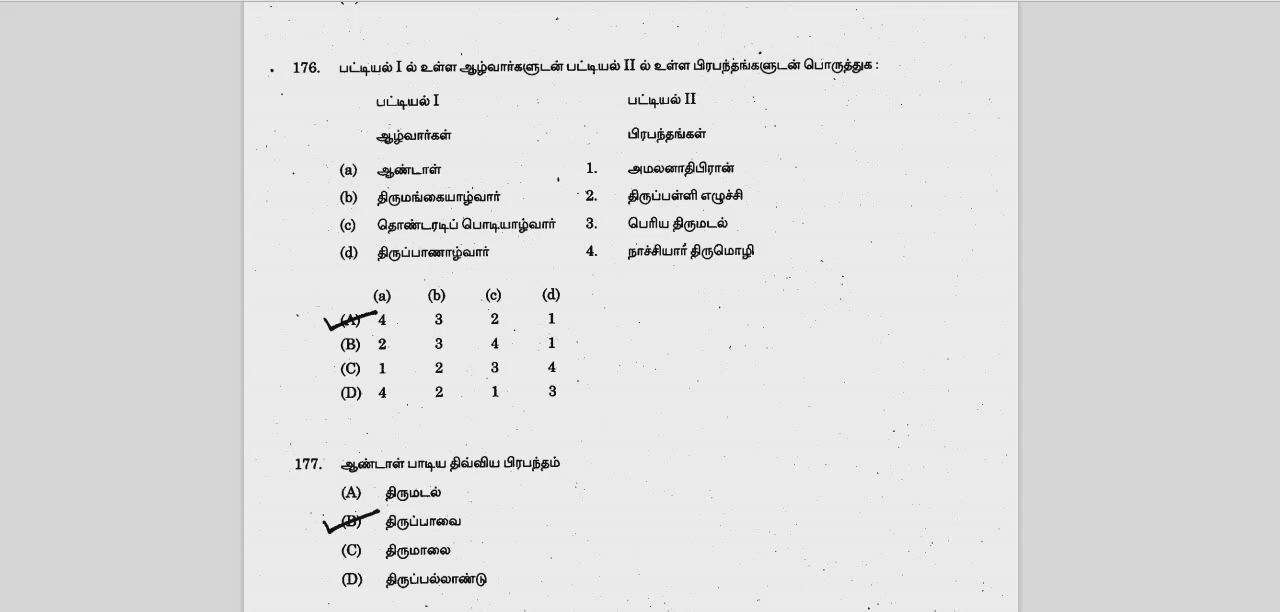 176. பட்டியல் I ல் உள்ள ஆழ்வார்களுடன் பட்டியல் II ல் உள்ள பிரபந்தங்களுடன் பொருத்துக :
பட்டியல் I பட்டியல் II
ஆழ்வார்கள் பிரபந்தங்கள்
(a) ஆண்டாள் 1. அமலனாதிபிரான்
(b) திருமங்கையாழ்வார் 2. திருப்பள்ளி எழுச்சி
(c) தொண்டரடிப் பொடியாழ்வார் 3. பெரிய திருமடல்
(d) திருப்பாணாழ்வார் 4. நாச்சியார் திருமொழி
(a) (b) (c) (d)
(A) 4 3 2 1
(B) 2 3 4 1
(C) 1 2 3 4
(D) 4 2 1 3
177. ஆண்டாள் பாடிய திவ்விய பிரபந்தம்
(A) திருமடல்
(B) திருப்பாவை
(C) திருமாலை
(D) திருப்பல்லாண்டு